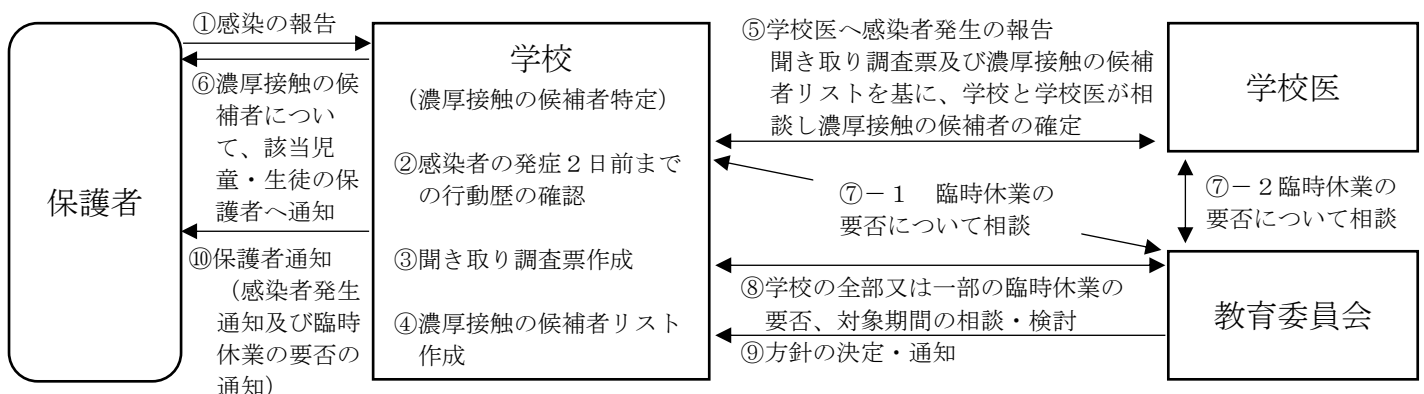 保護者
①感染の報告
⑥濃厚接触の候
補者につい
て、該当児
童・生徒の保
護者へ通知
⑩保護者通知
（感染者発生
通知及び臨時
休業の要否の
通知）
学校
（濃厚接触の候補者特定）
②感染者の発症２日前まで
の行動歴の確認
③聞き取り調査票作成
④濃厚接触の候補者リスト
作成
⑤学校医へ感染者発生の報告
聞き取り調査票及び濃厚接触の候補
者リストを基に、学校と学校医が相
談し濃厚接触の候補者の確定
⑦－１　臨時休業の
要否について相談
⑧学校の全部又は一部の臨時休業の
要否、対象期間の相談・検討
⑨方針の決定・通知
学校医
⑦－２臨時休業の
要否について相談
教育委員会